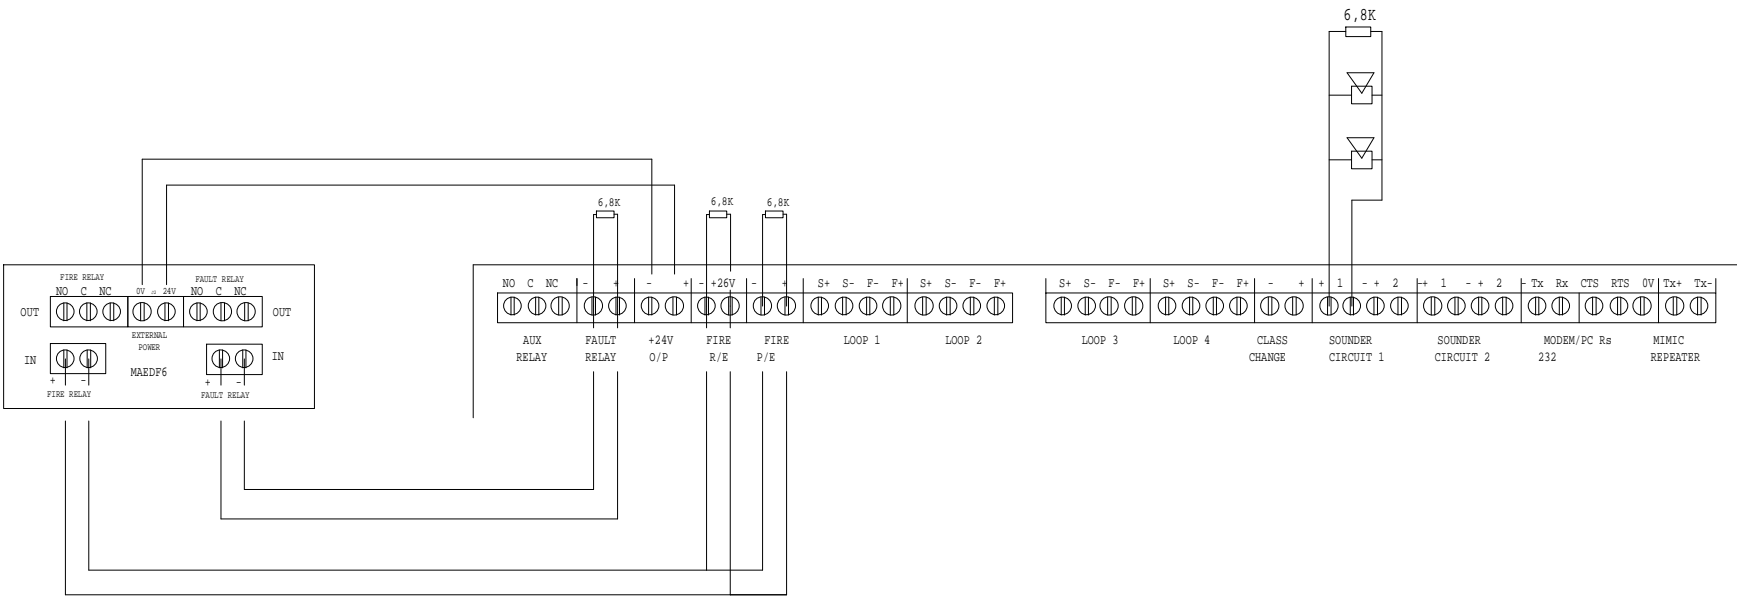 6,8K
6,8K 6,8K 6,8K
FIRE RELAY FAULT RELAY
NO C NC 0V 24V NO C NC
OUT OUT
EXTERNAL
POWER
IN IN
MAEDF6
+ - + -
FIRE RELAY FAULT RELAY
NO C NC - + - + - +26V - + S+ S- F- F+ S+ S- F- F+ S+ S- F- F+ S+ S- F- F+ - + + 1 - + 2 -+ 1 - + 2 - Tx Rx CTS RTS 0V Tx+ Tx-
AUX FAULT +24V FIRE FIRE LOOP 1 LOOP 2 LOOP 3 LOOP 4 CLASS SOUNDER SOUNDER MODEM/PC Rs MIMIC
RELAY RELAY O/P R/E P/E CHANGE CIRCUIT 1 CIRCUIT 2 232 REPEATER